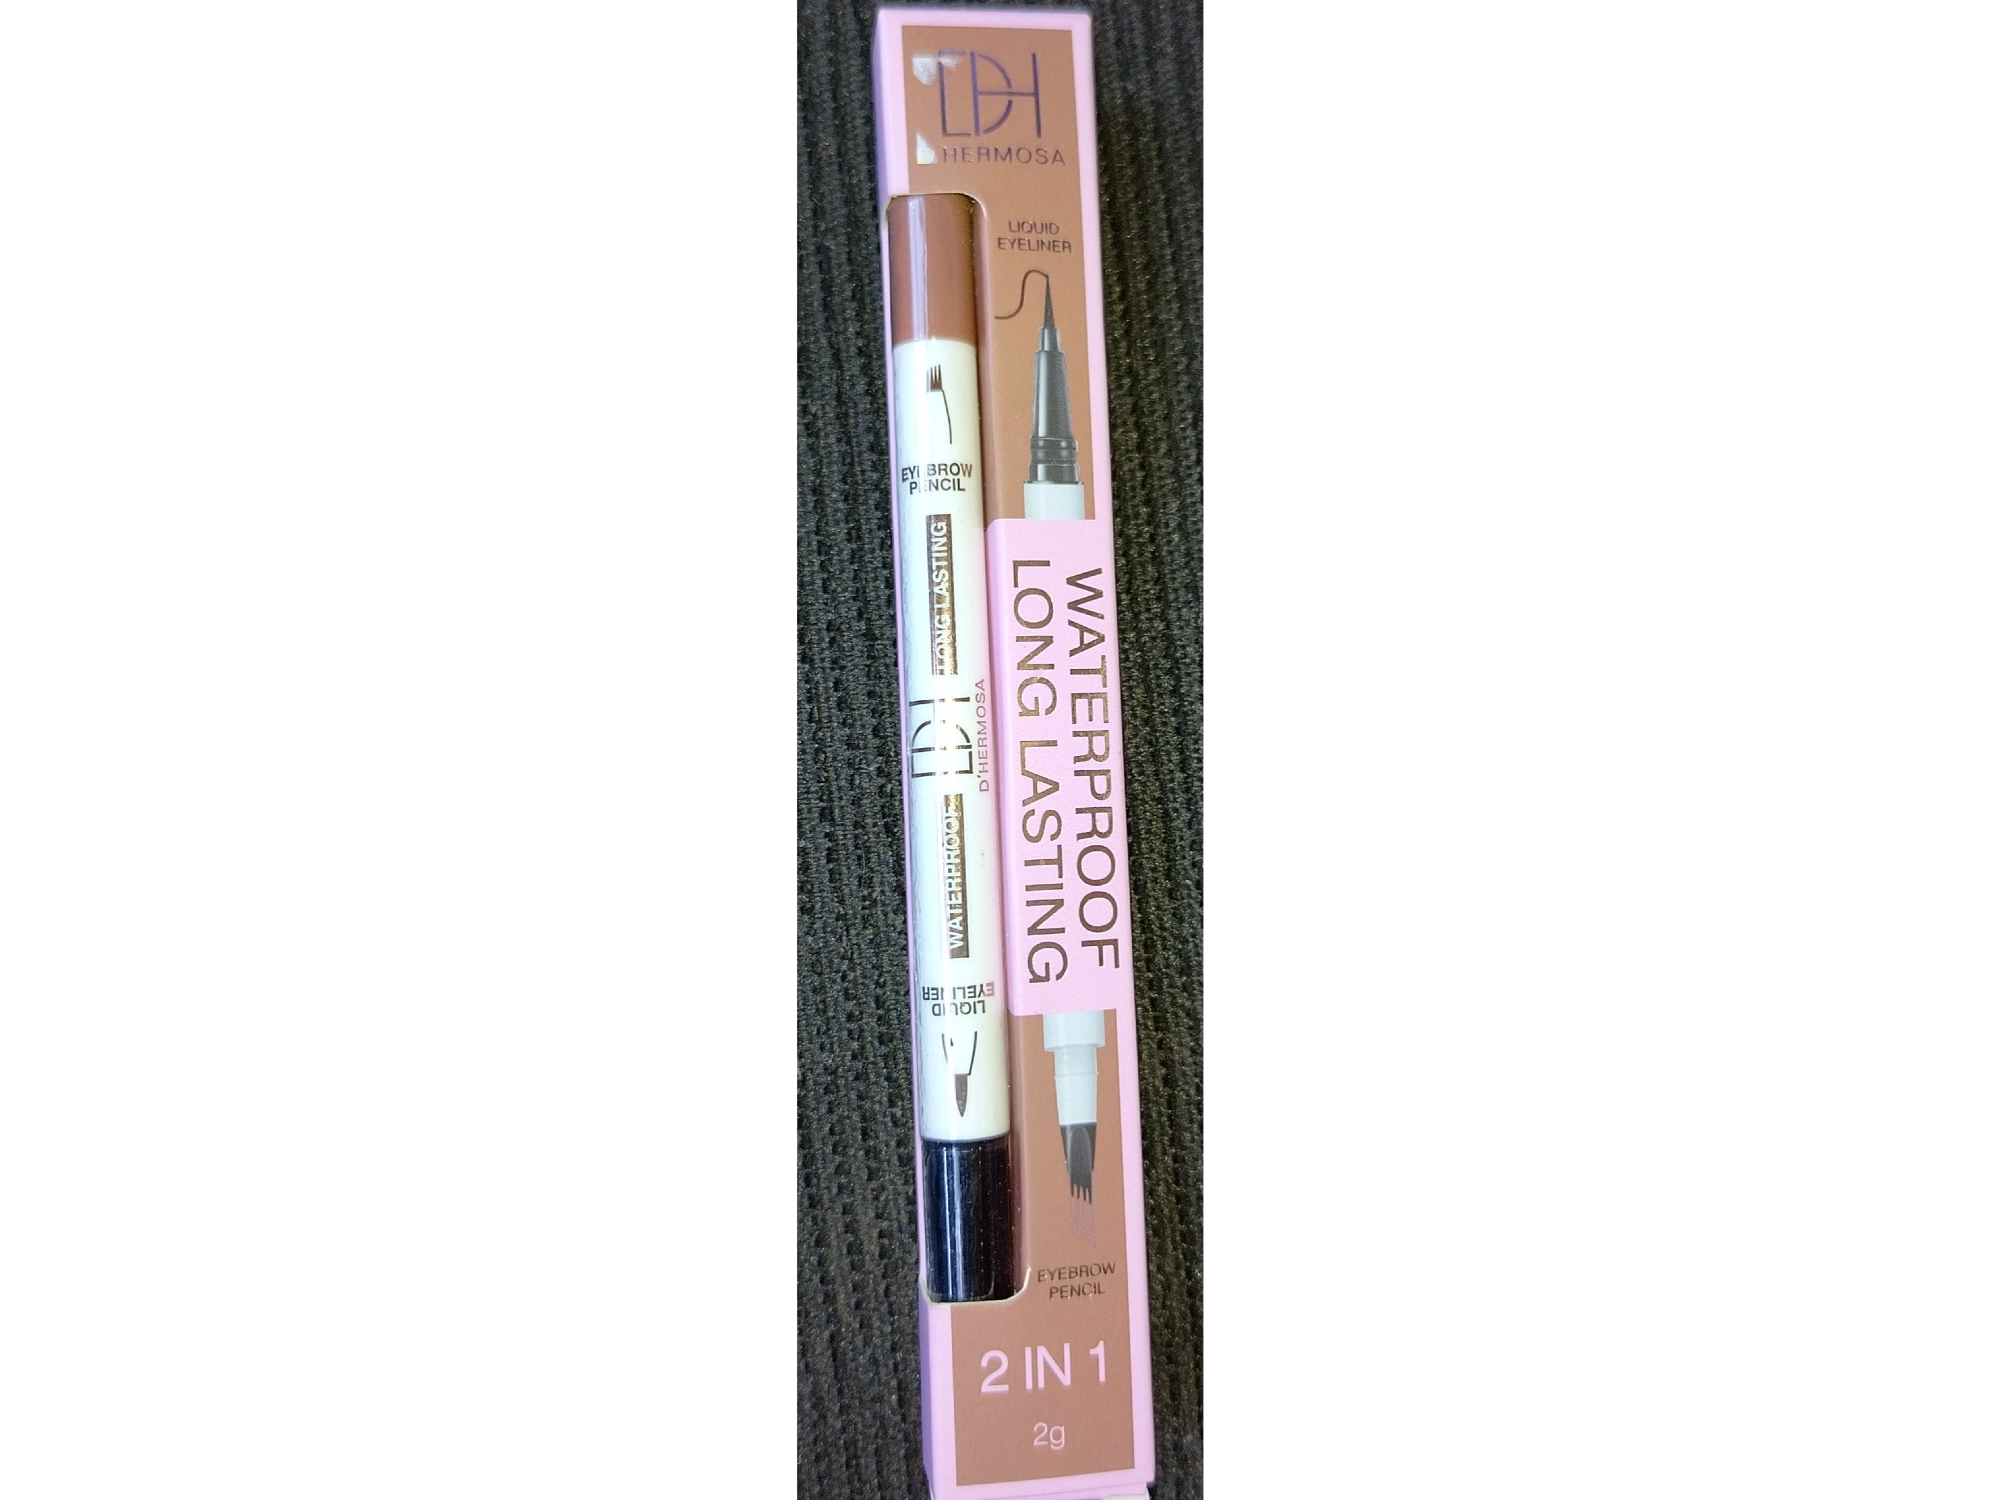 DH
D'HERMOSA
LIQUID
EYELINER
EYEBROW
PENCIL
LONG LASTING
DH
D'HERMOSA
WATERPROOF
LIQUID
EYELINER
WATERPROOF
LONG LASTING
EYEBROW
PENCIL
2 IN 1
2g